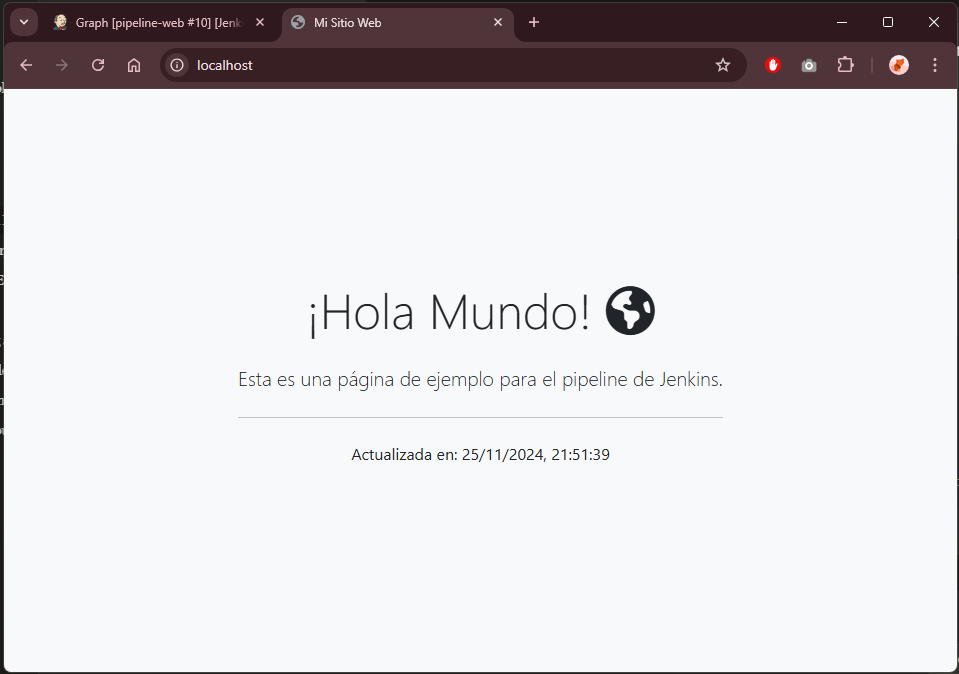 Graph [pipeline-web #10] [Jenk
Mi Sitio Web
localhost
¡Hola Mundo!
Esta es una página de ejemplo para el pipeline de Jenkins.
Actualizada en: 25/11/2024, 21:51:39